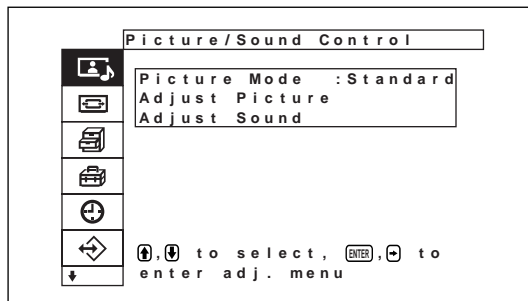 Picture/Sound Control
Picture Mode :Standard
Adjust Picture
Adjust Sound
, to select, ENTER , to
enter adj. menu